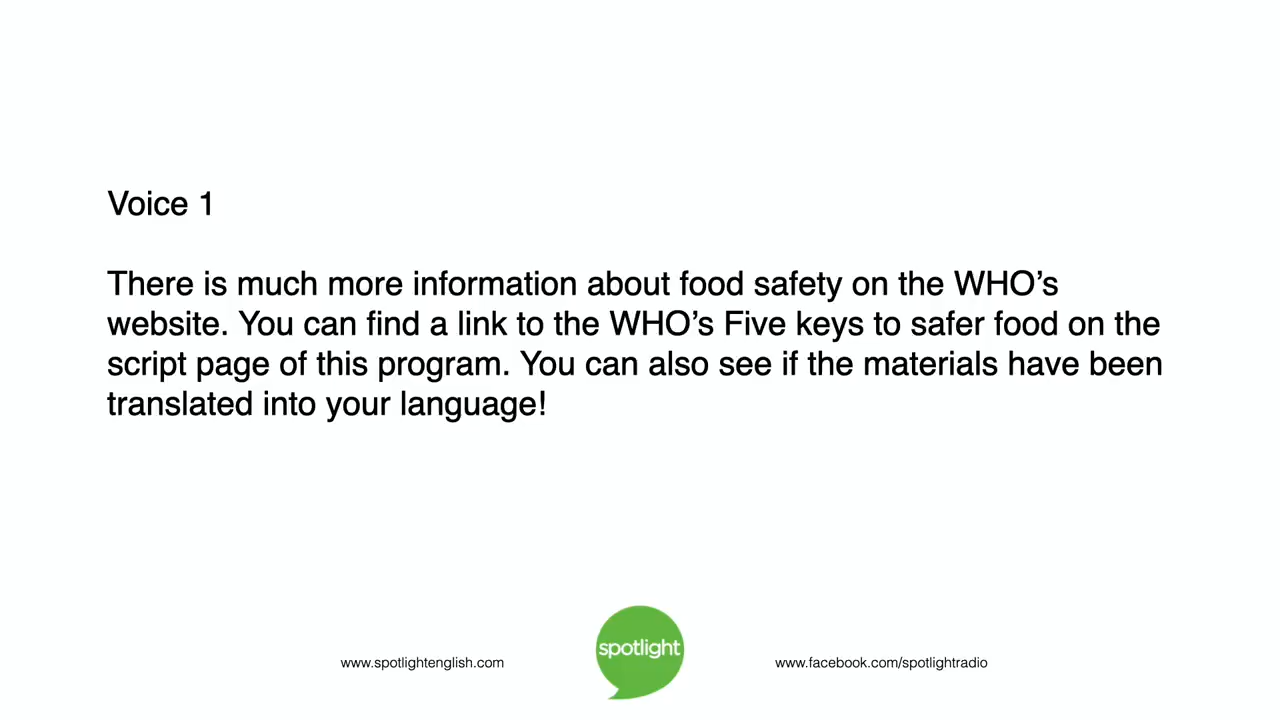 Voice 1
There is much more information about food safety on the WHO’s
website. You can find a link to the WHO’s Five keys to safer food on the
script page of this program. You can also see if the materials have been
translated into your language!
www.spotlightenglish.com
spotlight
www.facebook.com/spotlightradio